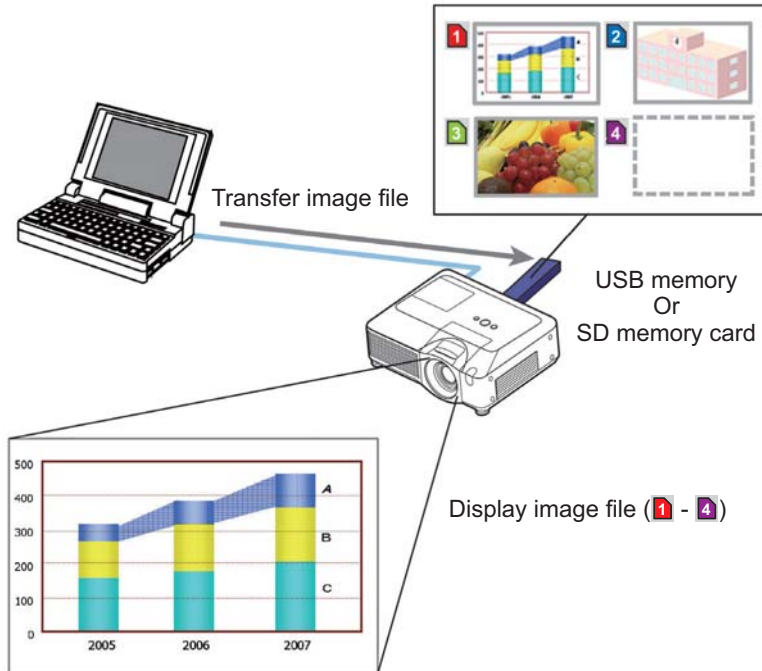 1
2
3
4
Transfer image file
USB memory
Or
SD memory card
Display image file (1 - 4)
500
400
300
200
100
0
A
B
C
2005 2006 2007